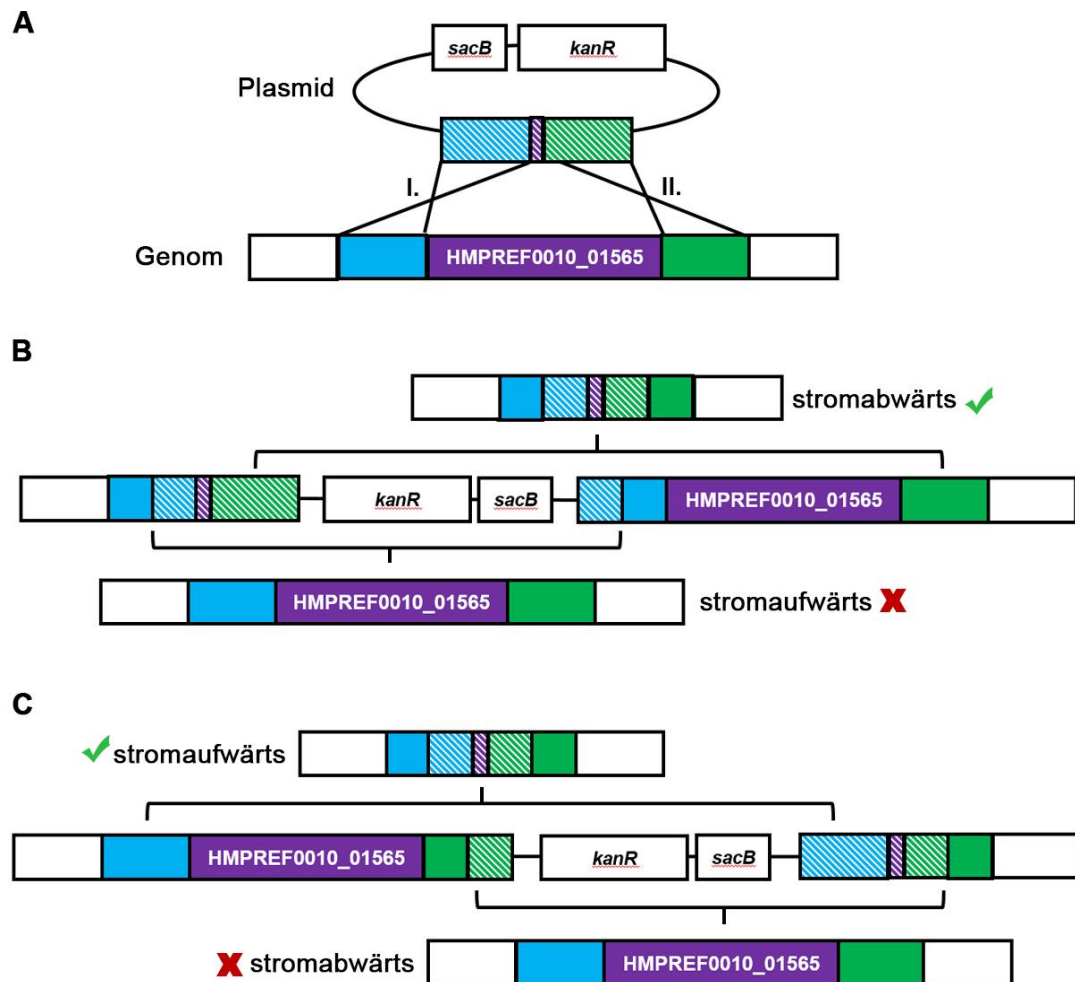 A
sacB kanR
Plasmid
I. II.
Genom HMPREF0010_01565
B
stromabwärts
kanR sacB HMPREF0010_01565
HMPREF0010_01565 stromaufwärts
C
stromaufwärts
HMPREF0010_01565 kanR sacB
stromabwärts HMPREF0010_01565